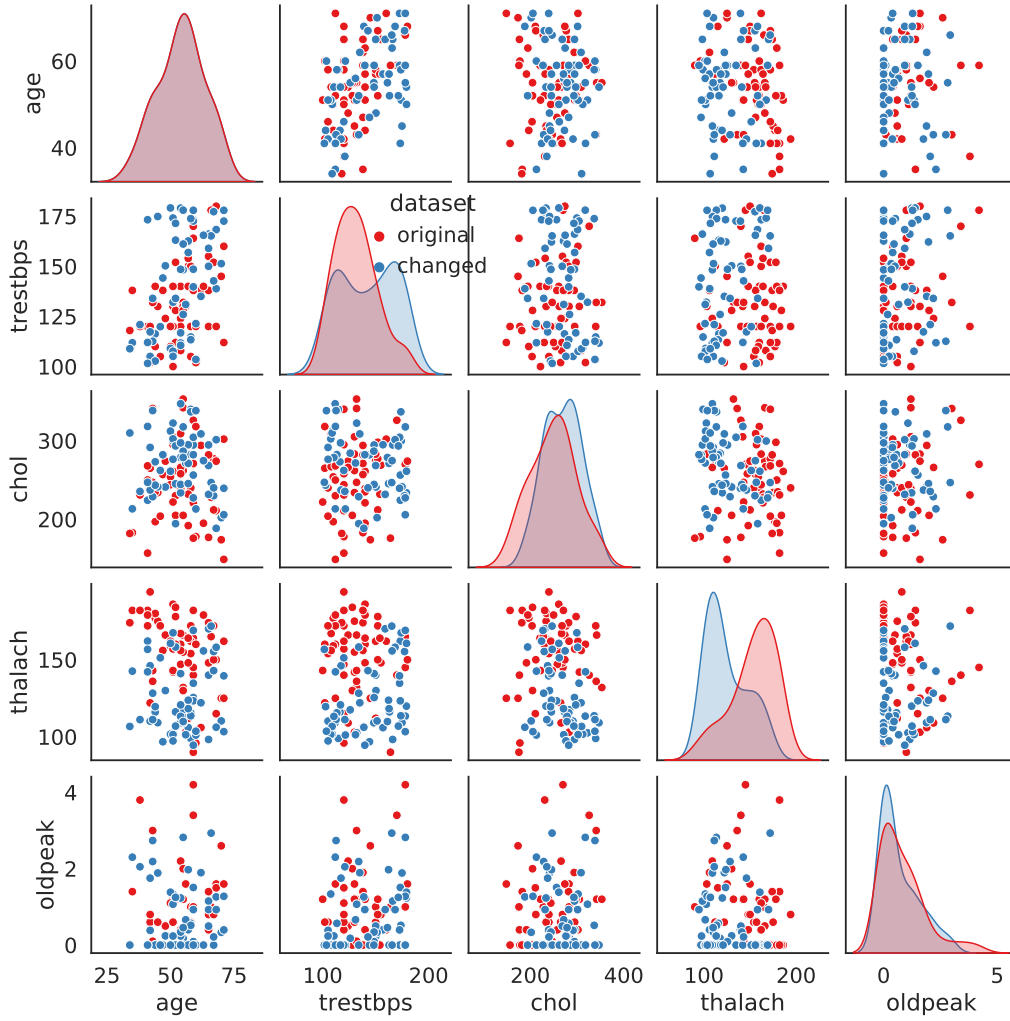 age
60
40
dataset
original
changed
trestbps
175
150
125
100
chol
300
200
thalach
150
100
oldpeak
4
2
0
25 50 75
100 200
200 400
100 200
0 5
age trestbps chol thalach oldpeak